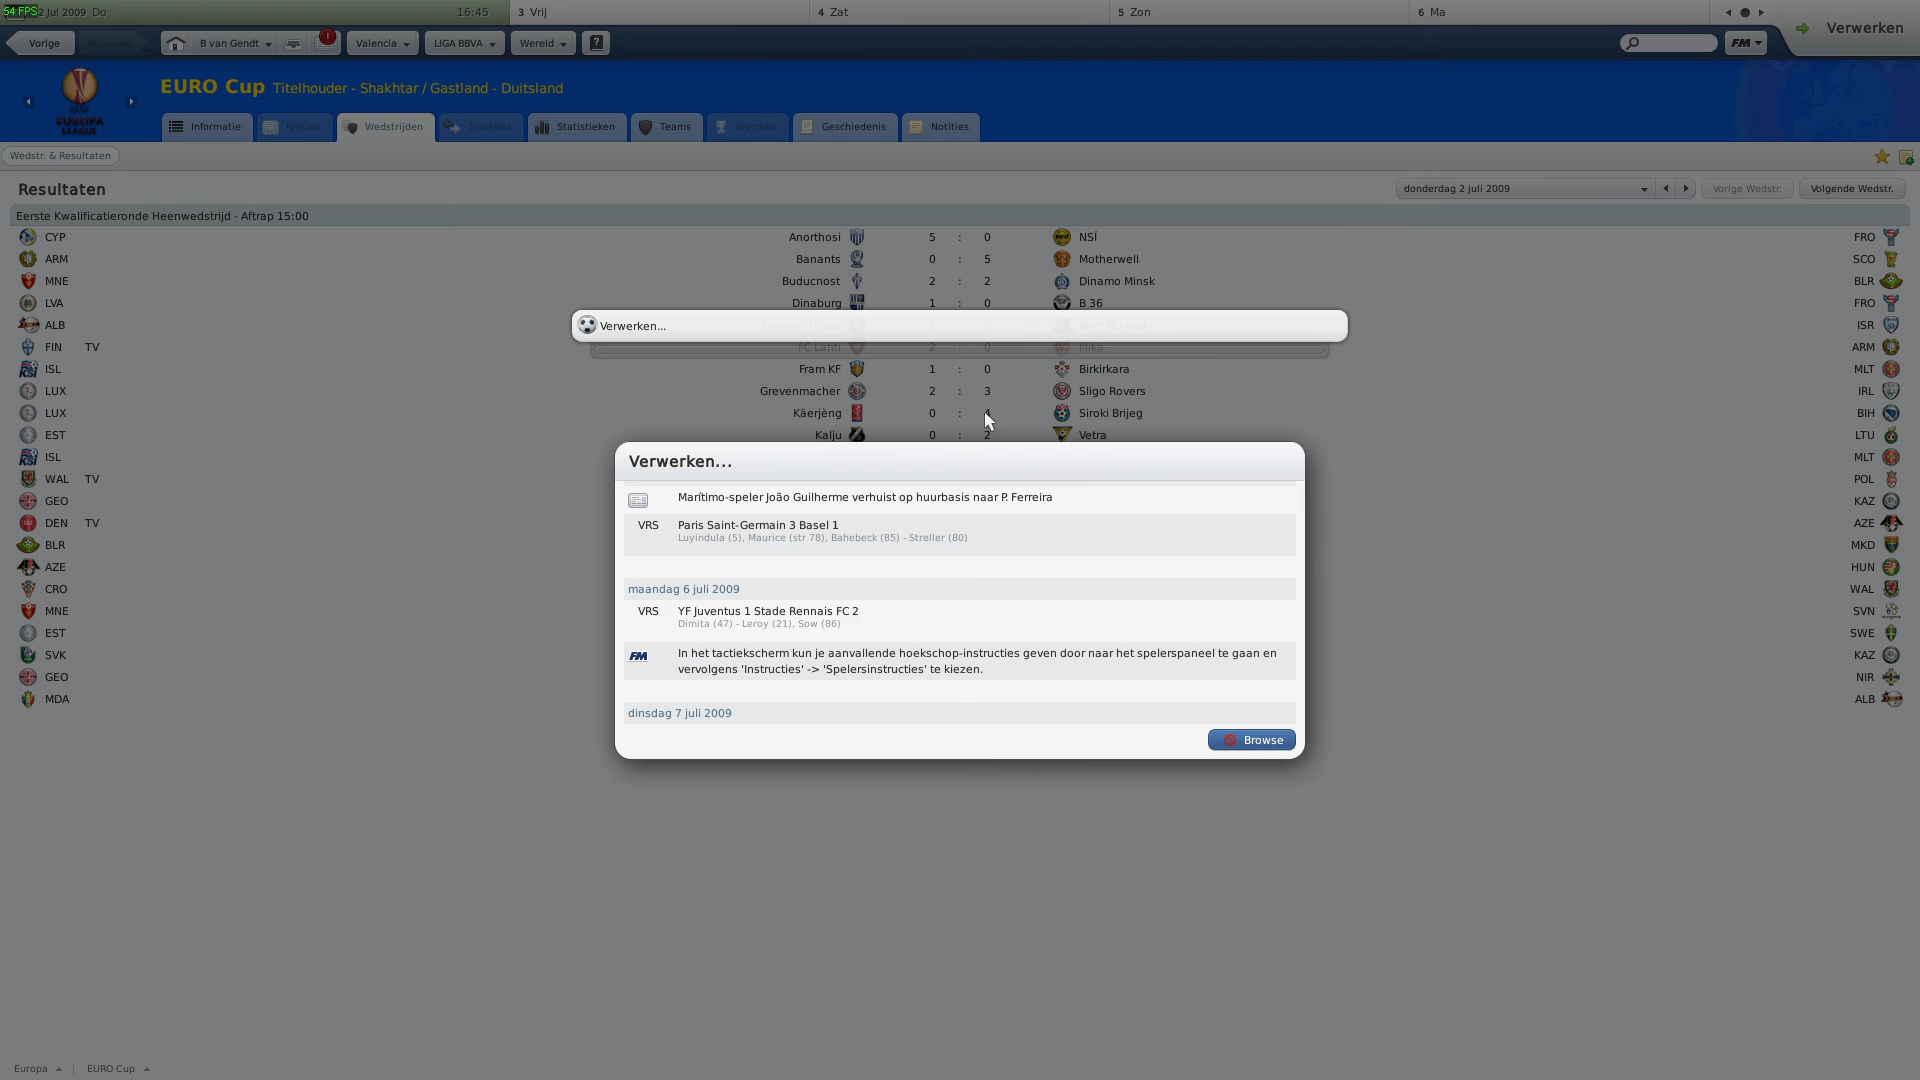 54 FPS
2 Jul 2009 Do 16:45 3 Vrij 4 Zat 5 Zon 6 Ma
Verwerken
Vorige Volgende B van Gendt ! Valencia LIGA BBVA Wereld ? FM
EURO Cup Titelhouder - Shakhtar / Gastland - Duitsland
EUROPA
LEAGUE
Informatie Nieuws Wedstrijden Transfers Statistieken Teams Erelijst Geschiedenis Notities
Wedstr. & Resultaten
Resultaten donderdag 2 juli 2009 Vorige Wedstr. Volgende Wedstr.
Eerste Kwalificatieronde Heenwedstrijd - Aftrap 15:00
CYP Anorthosi 5 : 0 NSÍ FRO
ARM Banants 0 : 5 Motherwell SCO
MNE Buducnost 2 : 2 Dinamo Minsk BLR
LVA Dinaburg 1 : 0 B 36 FRO
ALB ISR
Verwerken...
FIN TV FC Lahti 2 : 0 Mika ARM
ISL Fram KF 1 : 0 Birkirkara MLT
LUX Grevenmacher 2 : 3 Sligo Rovers IRL
LUX Käerjèng 0 : 4 Siroki Brijeg BIH
EST Kalju 0 : 2 Vetra LTU
ISL MLT
WAL TV POL
GEO KAZ
DEN TV AZE
BLR MKD
AZE HUN
CRO WAL
MNE SVN
EST SWE
SVK KAZ
GEO NIR
MDA ALB
Verwerken...
Marítimo-speler João Guilherme verhuist op huurbasis naar P. Ferreira
VRS Paris Saint-Germain 3 Basel 1
Luyindula (5), Maurice (str 78), Bahebeck (85) - Streller (80)
maandag 6 juli 2009
VRS YF Juventus 1 Stade Rennais FC 2
Dimita (47) - Leroy (21), Sow (86)
FM In het tactiekscherm kun je aanvallende hoekschop-instructies geven door naar het spelerspaneel te gaan en
vervolgens 'Instructies' -> 'Spelersinstructies' te kiezen.
dinsdag 7 juli 2009
Browse
Europa EURO Cup